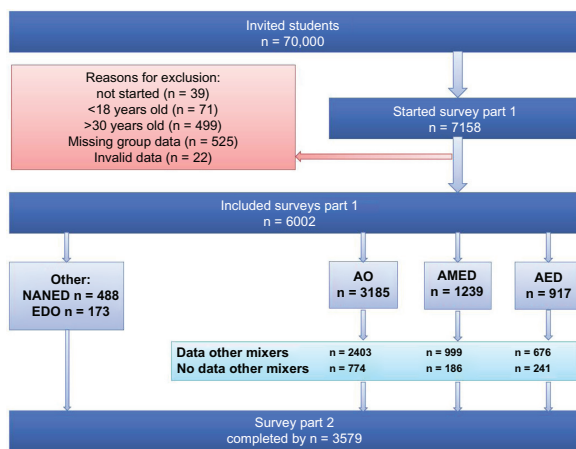 Invited students
n = 70,000
Reasons for exclusion:
not started (n = 39)
<18 years old (n = 71)
>30 years old (n = 499)
Missing group data (n = 525)
Invalid data (n = 22)
Started survey part 1
n = 7158
Included surveys part 1
n = 6002
Other:
NANED n = 488
EDO n = 173
AO
n = 3185
AMED
n = 1239
AED
n = 917
Data other mixers n = 2403 n = 999 n = 676
No data other mixers n = 774 n = 186 n = 241
Survey part 2
completed by n = 3579